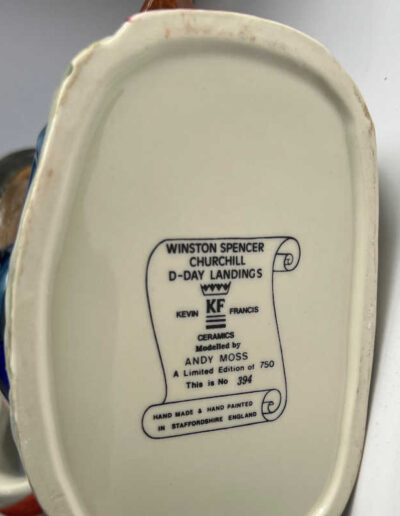 WINSTON SPENCER
CHURCHILL
D-DAY LANDINGS
KEVIN KF FRANCIS
CERAMICS
Modelled by
ANDY MOSS
A Limited Edition of 750
This is No 394
HAND MADE & HAND PAINTED
IN STAFFORDSHIRE ENGLAND